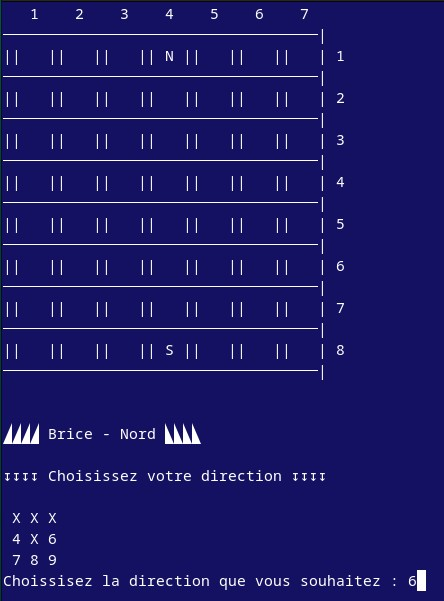 1 2 3 4 5 6 7
|| || || || N || || || | 1
|| || || || || || || | 2
|| || || || || || || | 3
|| || || || || || || | 4
|| || || || || || || | 5
|| || || || || || || | 6
|| || || || || || || | 7
|| || || || S || || || | 8
◢◢◢◢ Brice - Nord ◣◣◣◣
↧↧↧↧ Choisissez votre direction ↧↧↧↧
X X X
4 X 6
7 8 9
Choissisez la direction que vous souhaitez : 6